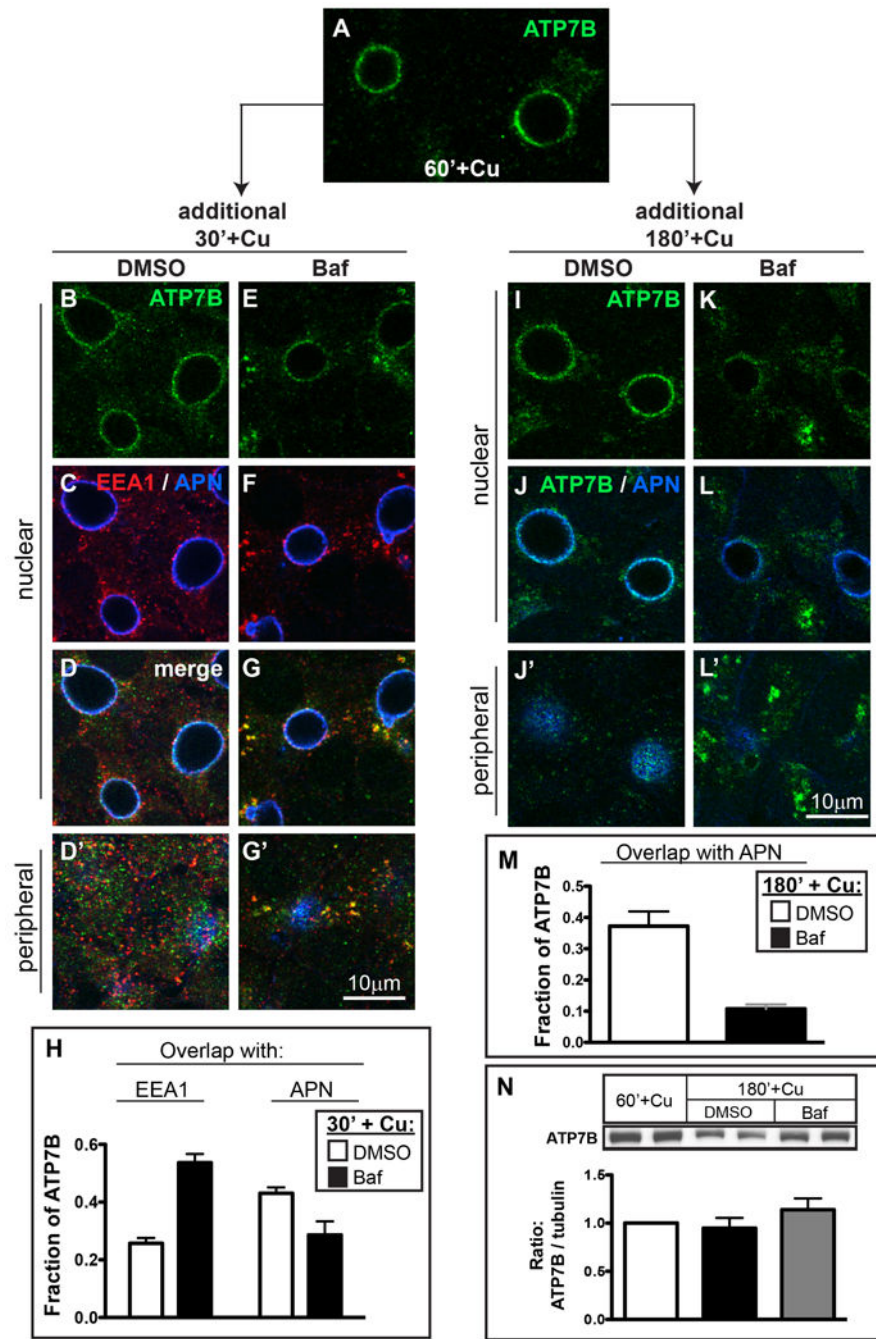 A
ATP7B
60'+Cu
additional
30'+Cu
additional
180'+Cu
DMSO
Baf
DMSO
Baf
nuclear
B
ATP7B
E
C
EEA1 / APN
F
D
merge
G
peripheral
D'
G'
10µm
nuclear
I
ATP7B
K
J
ATP7B / APN
L
peripheral
J'
L'
10µm
H
Overlap with:
EEA1
APN
30' + Cu:
DMSO
Baf
Fraction of ATP7B
0.6
0.4
0.2
0.0
M
Overlap with APN
180' + Cu:
DMSO
Baf
Fraction of ATP7B
0.5
0.4
0.3
0.2
0.1
0.0
N
60'+Cu
180'+Cu
DMSO
Baf
ATP7B
Ratio:
ATP7B / tubulin
1.5
1.0
0.5
0.0